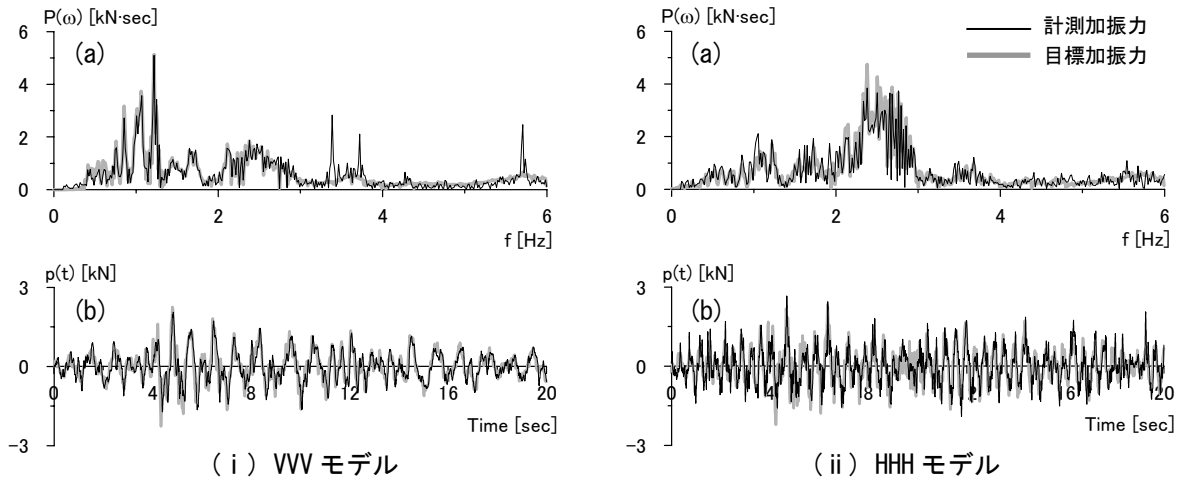 P(ω) [kN·sec]
6
4
2
0
(a)
0 2 4 6
f [Hz]
p(t) [kN]
3
0
-3
(b)
4 8 12 16 20
Time [sec]
(ⅰ) VVV モデル
P(ω) [kN·sec]
6
4
2
0
(a)
計測加振力
目標加振力
0 2 4 6
f [Hz]
p(t) [kN]
3
0
-3
(b)
4 8 12 16 20
Time [sec]
(ⅱ) HHH モデル